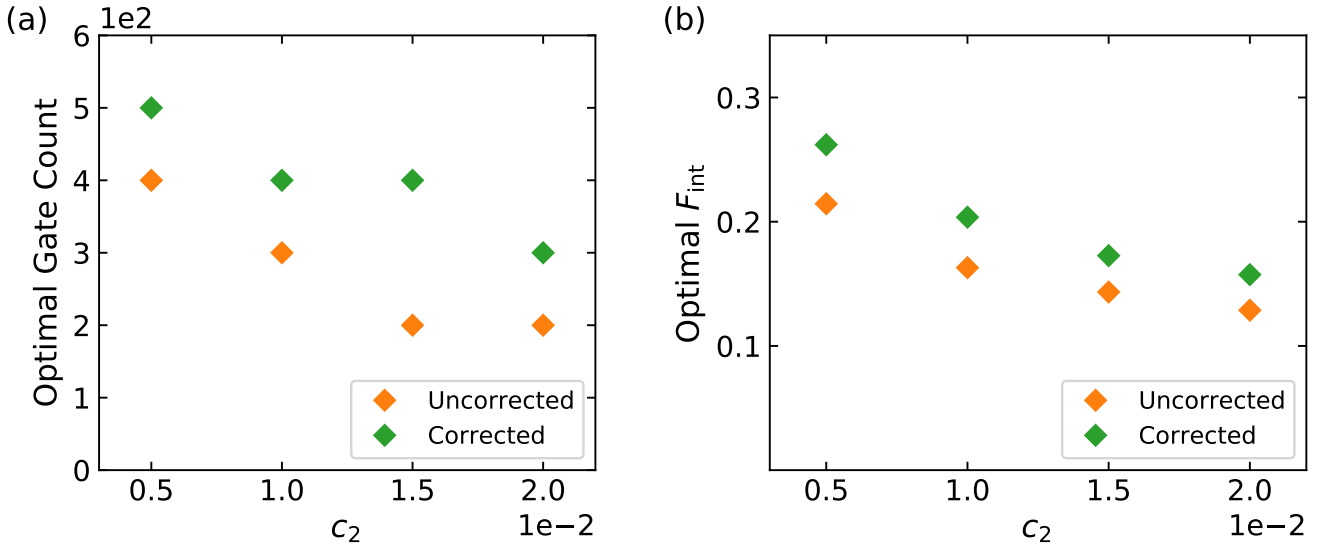 (a)
1e2
Optimal Gate Count
6
5
4
3
2
1
0
Uncorrected
Corrected
0.5 1.0 1.5 2.0
c₂
1e−2
(b)
Optimal F_int
0.3
0.2
0.1
Uncorrected
Corrected
0.5 1.0 1.5 2.0
c₂
1e−2